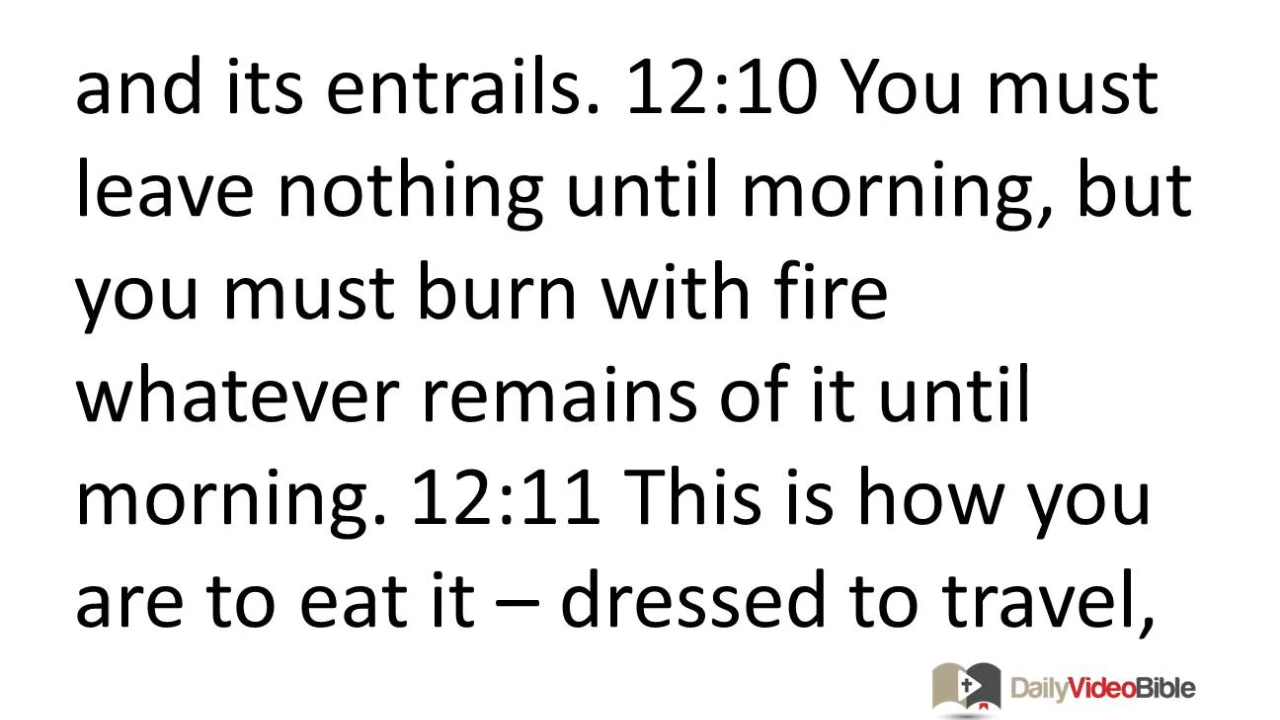 and its entrails. 12:10 You must
leave nothing until morning, but
you must burn with fire
whatever remains of it until
morning. 12:11 This is how you
are to eat it – dressed to travel,
DailyVideoBible